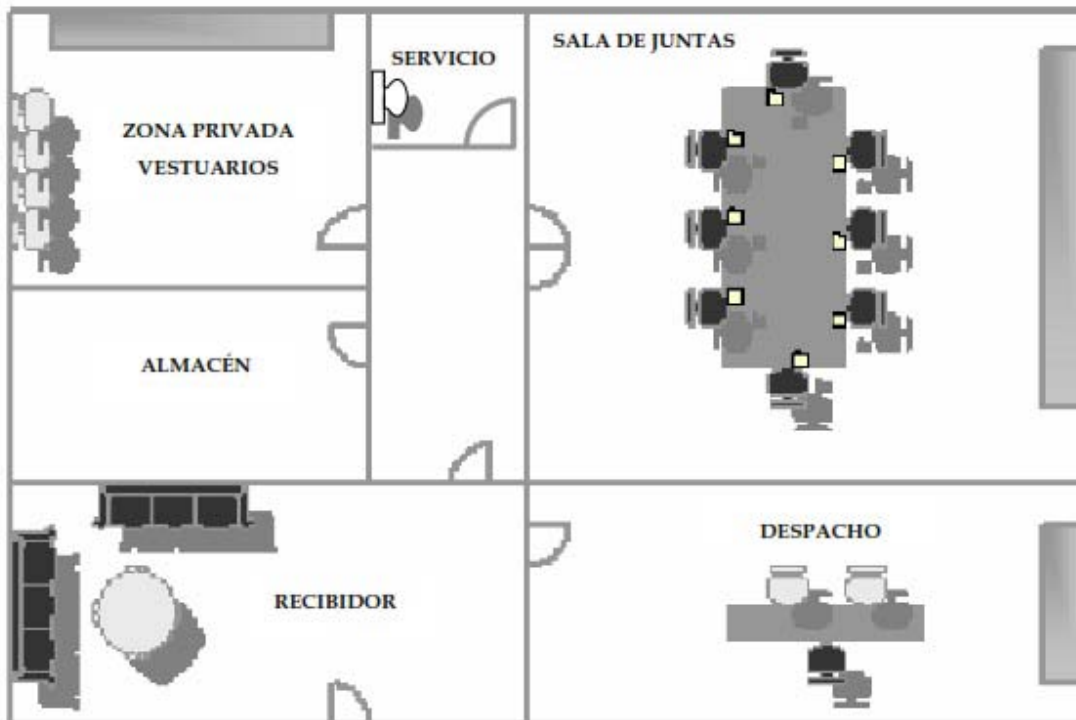 SERVICIO
SALA DE JUNTAS
ZONA PRIVADA
VESTUARIOS
ALMACÉN
RECIBIDOR
DESPACHO